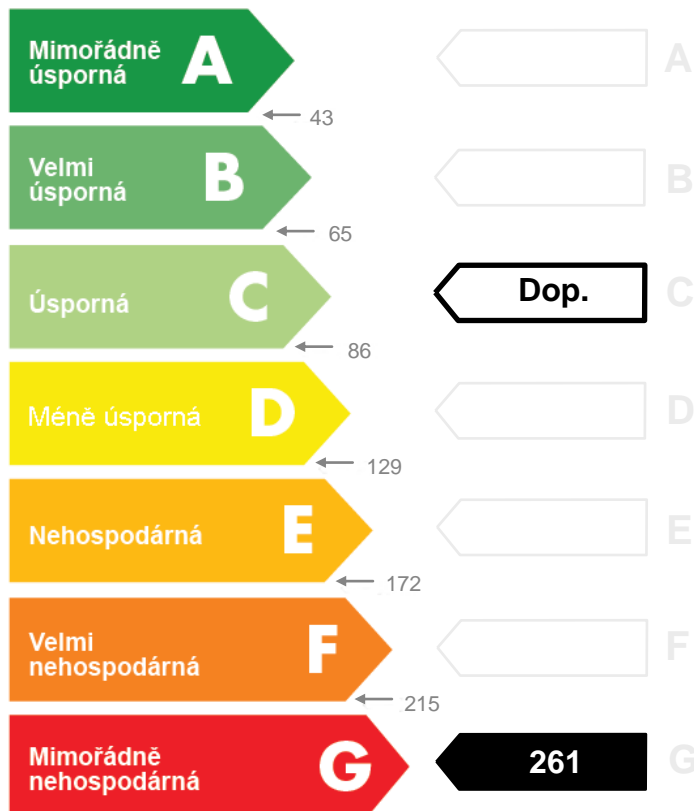 Mimořádně
úsporná
A
A
43
Velmi
úsporná
B
B
65
Úsporná
C
Dop.
C
86
Méně úsporná
D
D
129
Nehospodárná
E
E
172
Velmi
nehospodárná
F
F
215
Mimořádně
nehospodárná
G
261
G